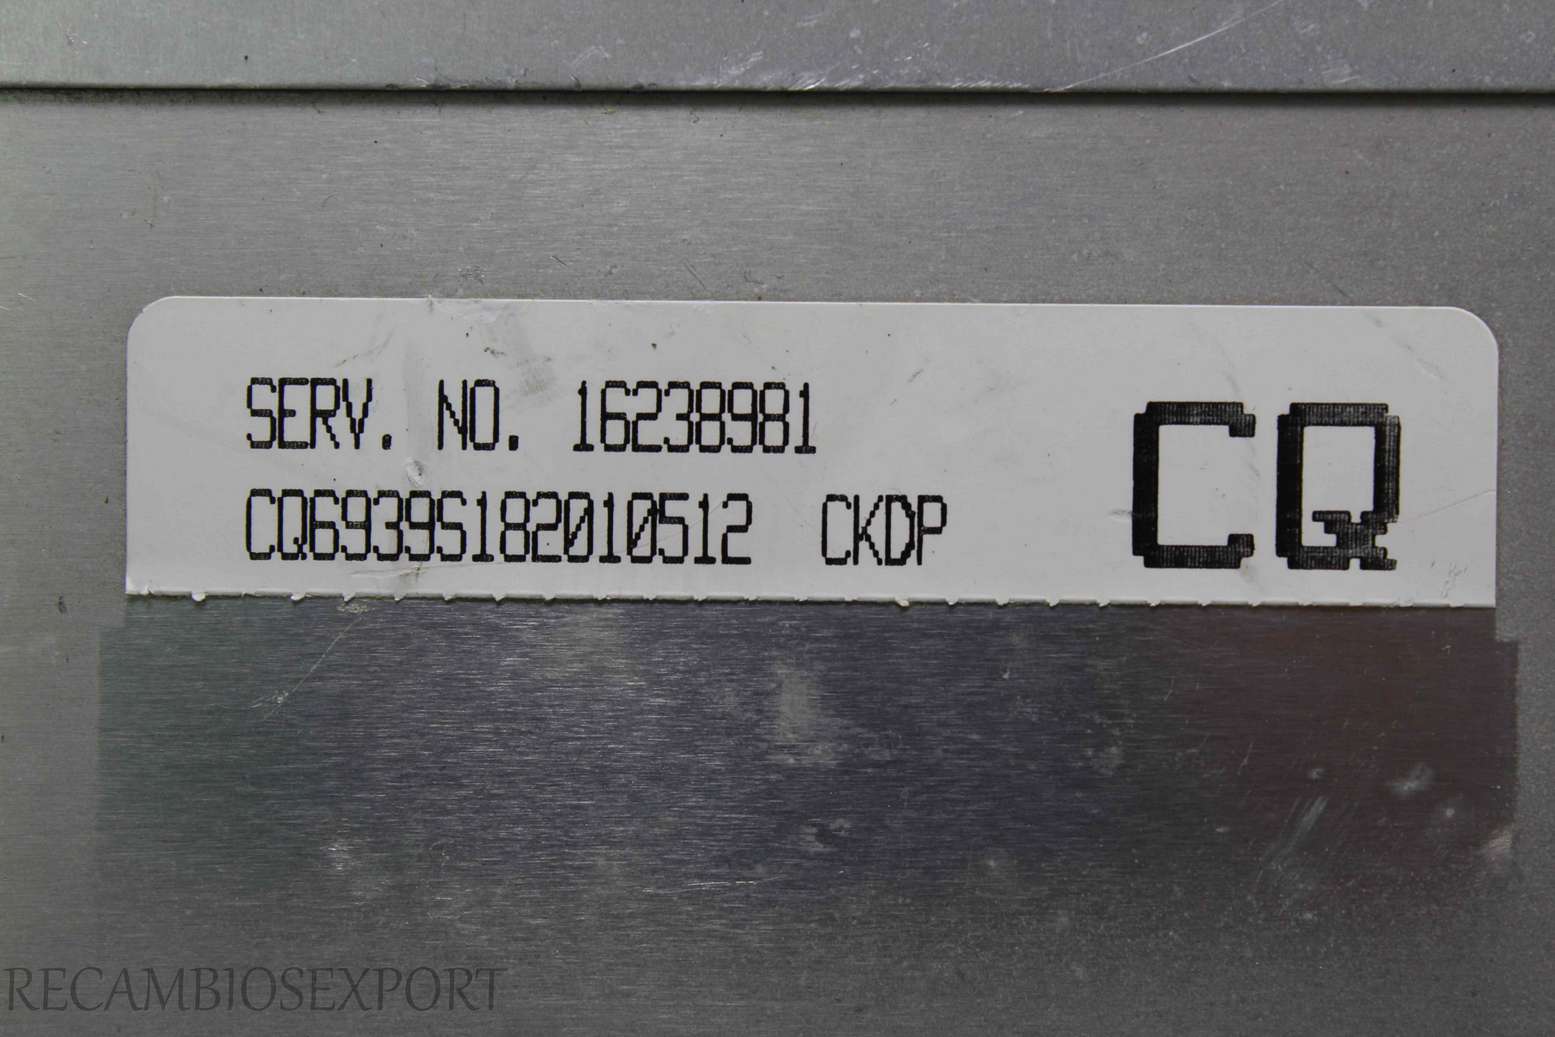 SERV. NO. 16238981
CQ6939S182010512 CKDP
CQ
RECAMBIOSEXPORT